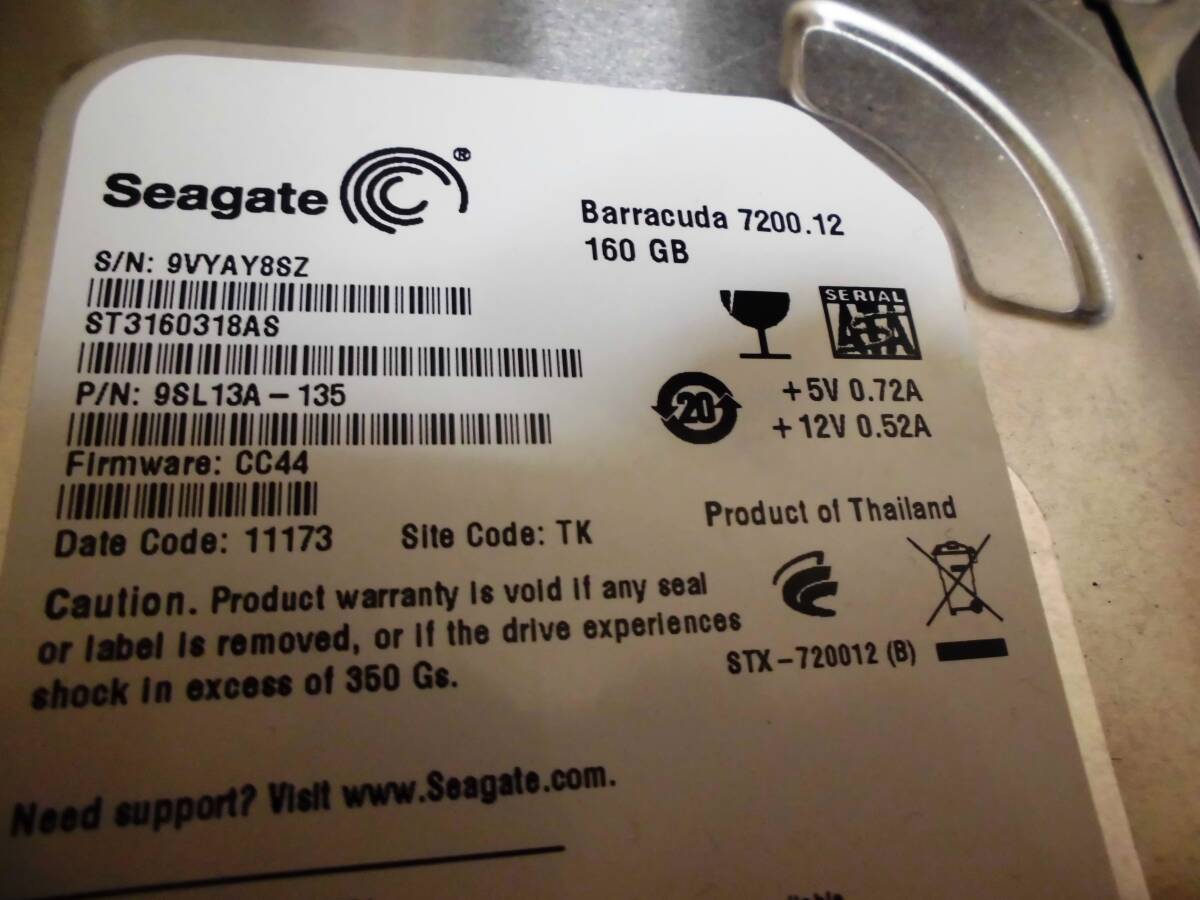 Seagate ®
Barracuda 7200.12
160 GB
S/N: 9VYAY8SZ
ST3160318AS
SERIAL
ATA
P/N: 9SL13A-135
20
+5V 0.72A
+12V 0.52A
Firmware: CC44
Date Code: 11173 Site Code: TK
Product of Thailand
Caution. Product warranty is void if any seal
or label is removed, or if the drive experiences
shock in excess of 350 Gs.
STX-720012 (B)
Need support? Visit www.Seagate.com.